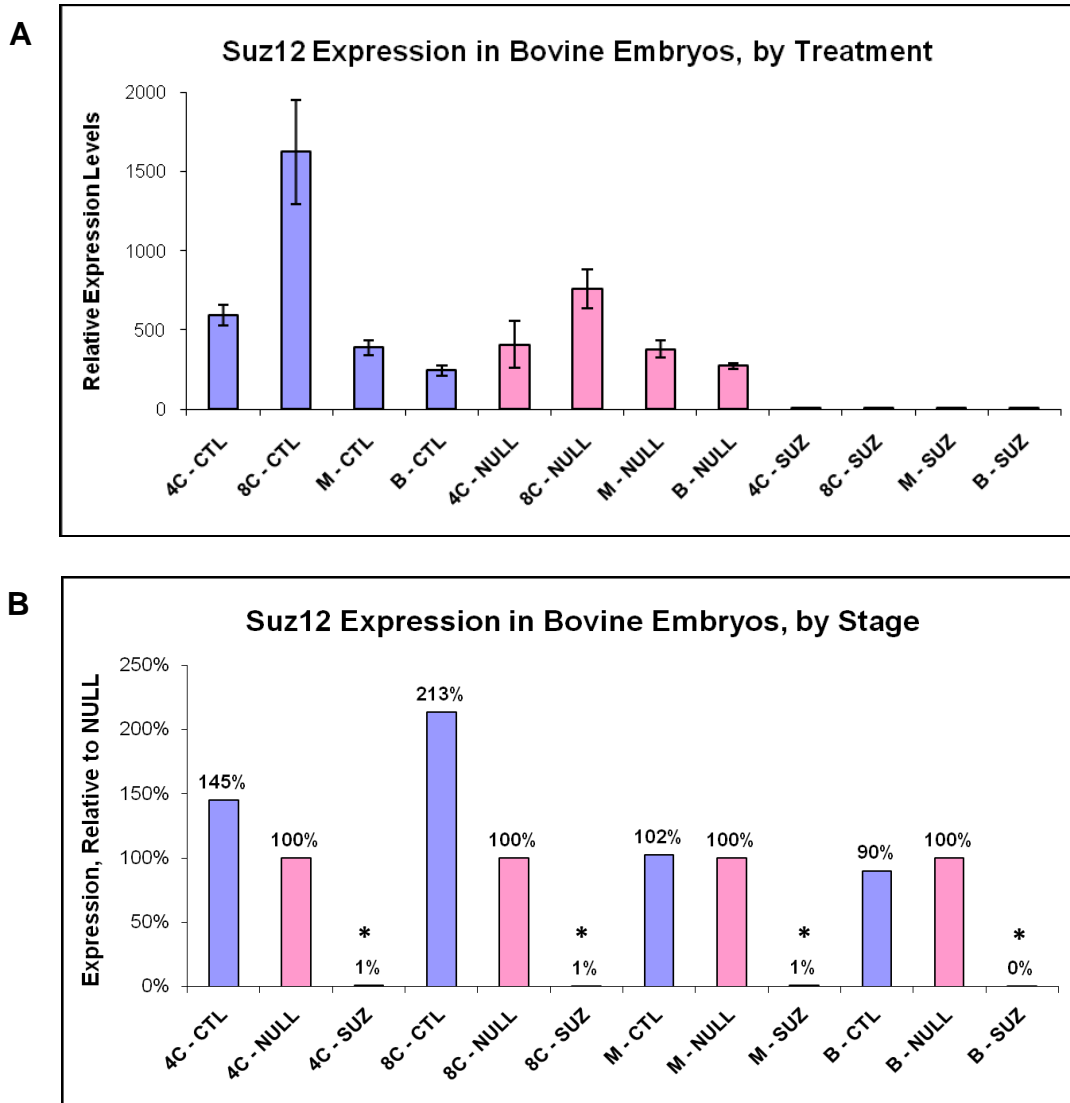 A
Suz12 Expression in Bovine Embryos, by Treatment
Relative Expression Levels
2000
1500
1000
500
0
4C - CTL
8C - CTL
M - CTL
B - CTL
4C - NULL
8C - NULL
M - NULL
B - NULL
4C - SUZ
8C - SUZ
M - SUZ
B - SUZ
B
Suz12 Expression in Bovine Embryos, by Stage
Expression, Relative to NULL
250%
200%
150%
100%
50%
0%
145%
100%
*
1%
213%
100%
*
1%
102%
100%
*
1%
90%
100%
*
0%
4C - CTL
4C - NULL
4C - SUZ
8C - CTL
8C - NULL
8C - SUZ
M - CTL
M - NULL
M - SUZ
B - CTL
B - NULL
B - SUZ